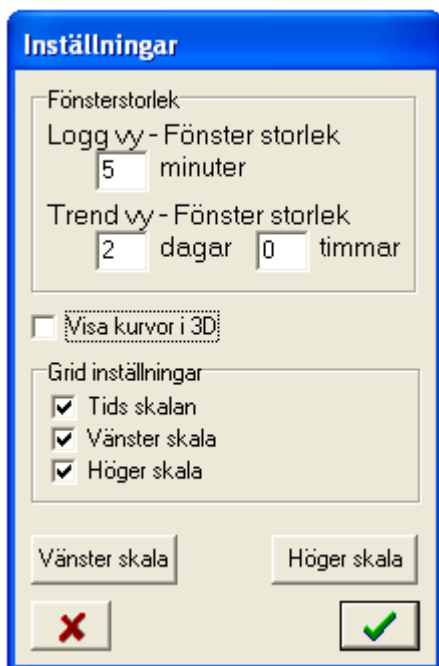 Inställningar
Fönsterstorlek
Logg vy - Fönster storlek
5 minuter
Trend vy - Fönster storlek
2 dagar 0 timmar
Visa kurvor i 3D
Grid inställningar
Tids skalan
Vänster skala
Höger skala
Vänster skala Höger skala